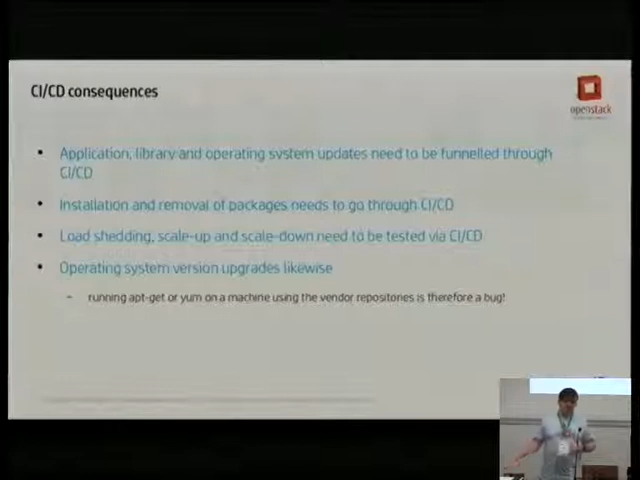 CI/CD consequences
openstack
• Application, library and operating system updates need to be funnelled through
CI/CD
• Installation and removal of packages needs to go through CI/CD
• Load shedding, scale-up and scale-down need to be tested via CI/CD
• Operating system version upgrades likewise
– running apt-get or yum on a machine using the vendor repositories is therefore a bug!